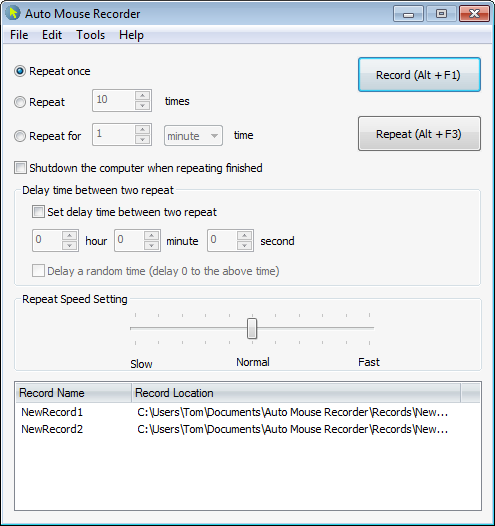 Auto Mouse Recorder
File Edit Tools Help
Repeat once
Record (Alt + F1)
Repeat 10 times
Repeat for 1 minute time
Repeat (Alt + F3)
Shutdown the computer when repeating finished
Delay time between two repeat
Set delay time between two repeat
0 hour 0 minute 0 second
Delay a random time (delay 0 to the above time)
Repeat Speed Setting
Slow Normal Fast
Record Name Record Location
NewRecord1 C:\Users\Tom\Documents\Auto Mouse Recorder\Records\New...
NewRecord2 C:\Users\Tom\Documents\Auto Mouse Recorder\Records\New...